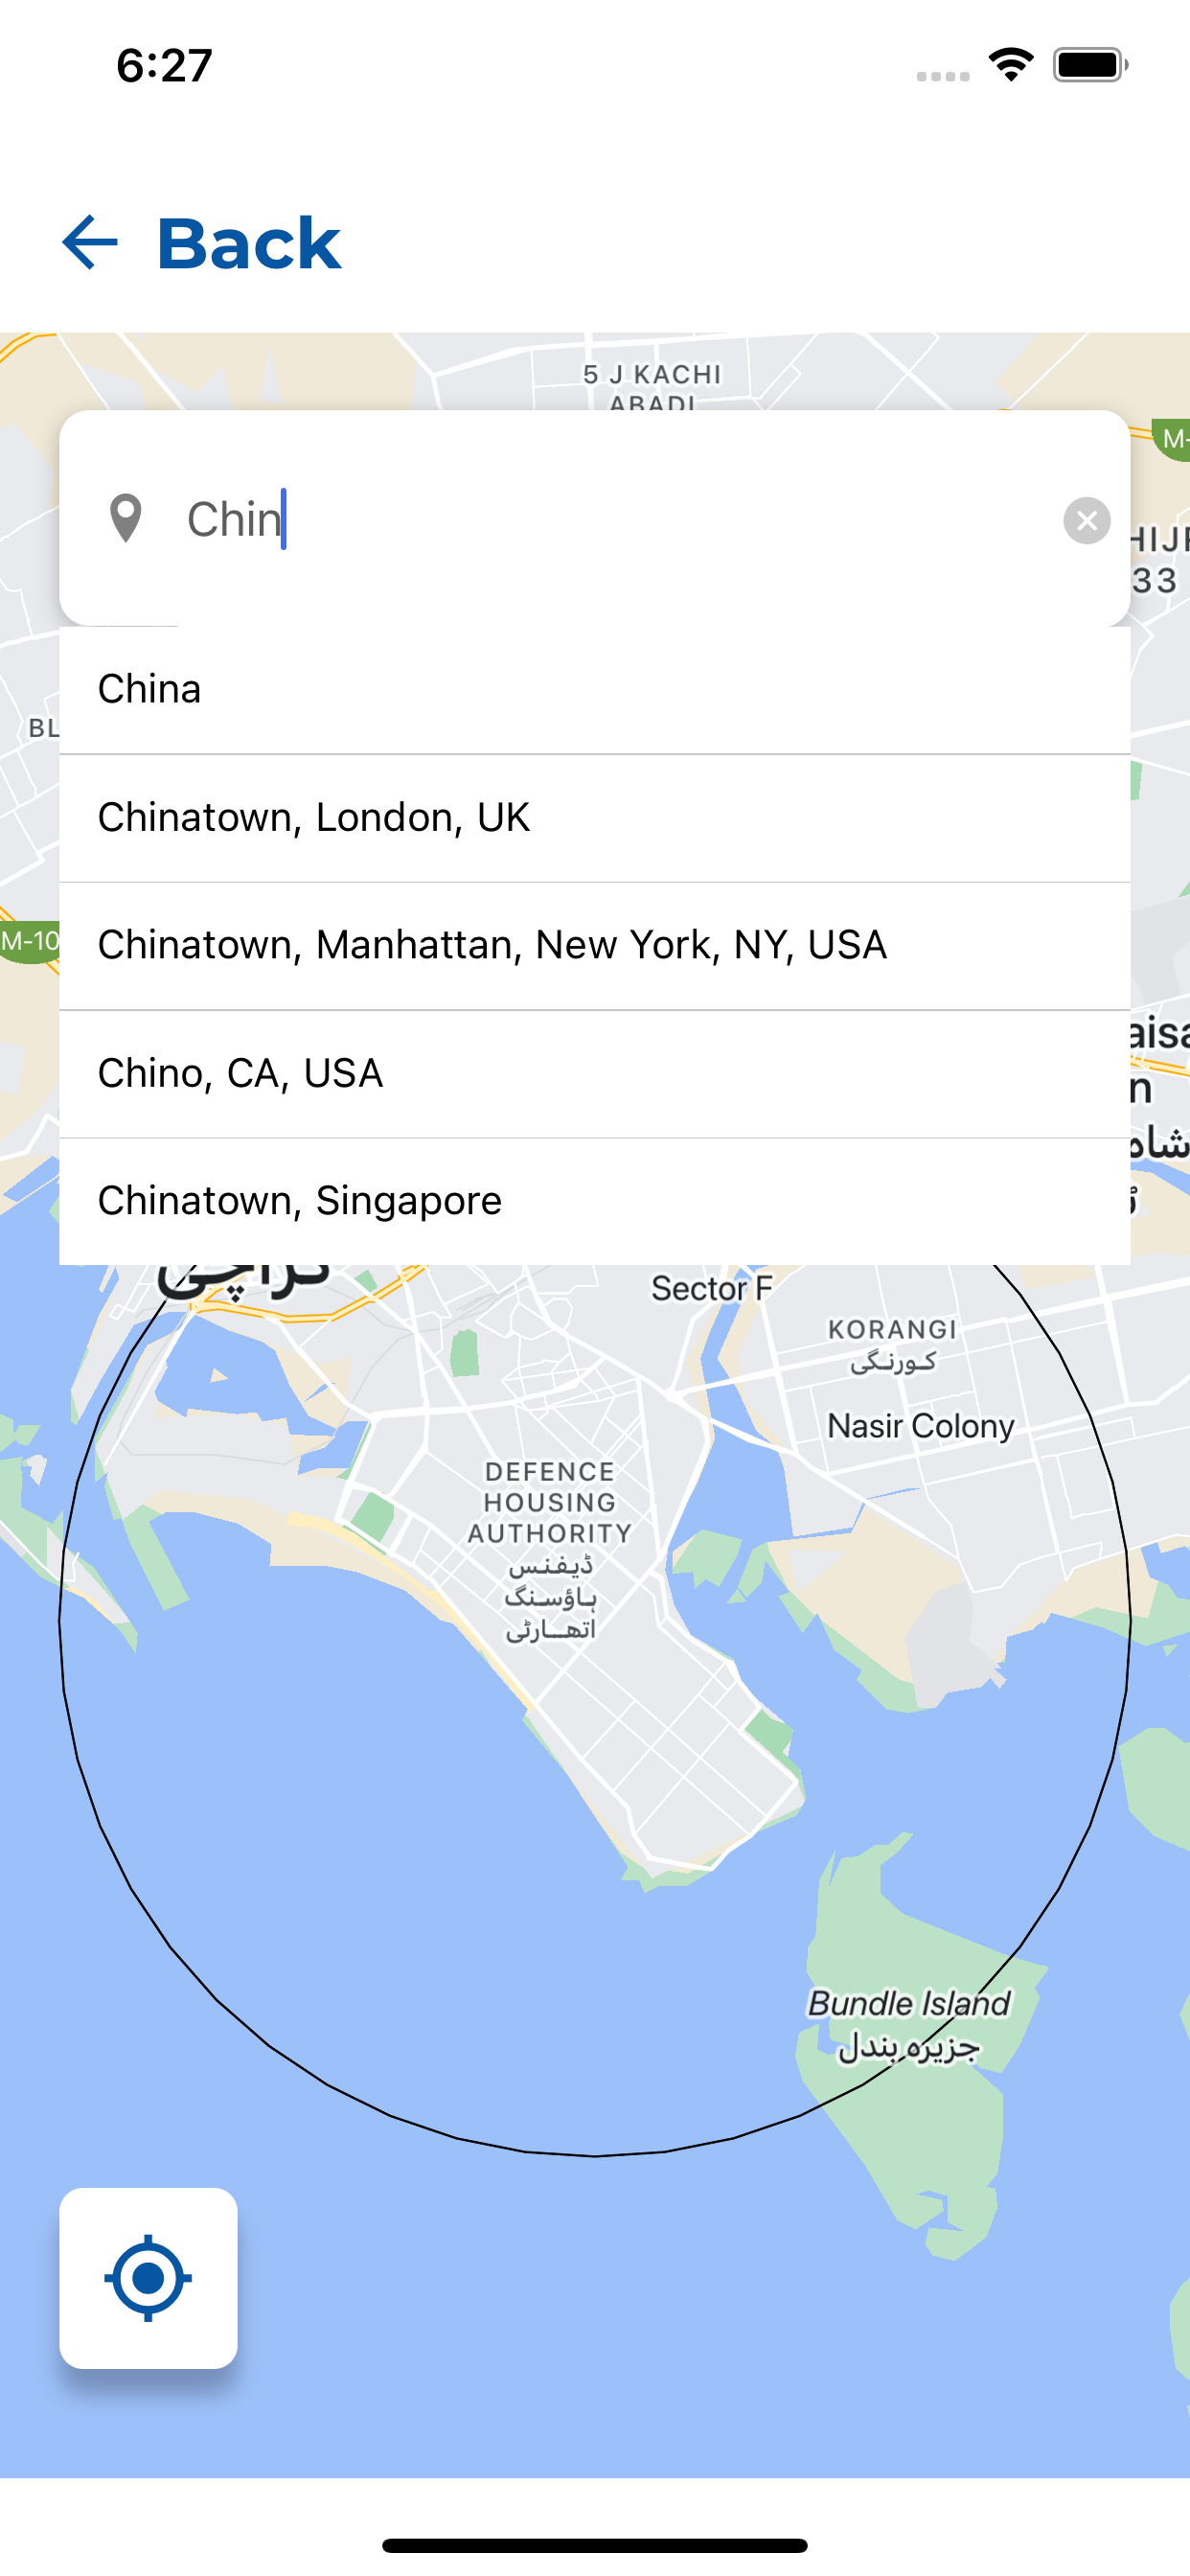 6:27
Back
5 J KACHI
ABADI
M-
Chin
33
China
BL
Chinatown, London, UK
M-10
Chinatown, Manhattan, New York, NY, USA
Chino, CA, USA
شاہ
Chinatown, Singapore
کراچی
Sector F
KORANGI
کورنگی
Nasir Colony
DEFENCE
HOUSING
AUTHORITY
ڈیفنس
ہاؤسنگ
اتھارٹی
Bundle Island
جزیرہ بندل